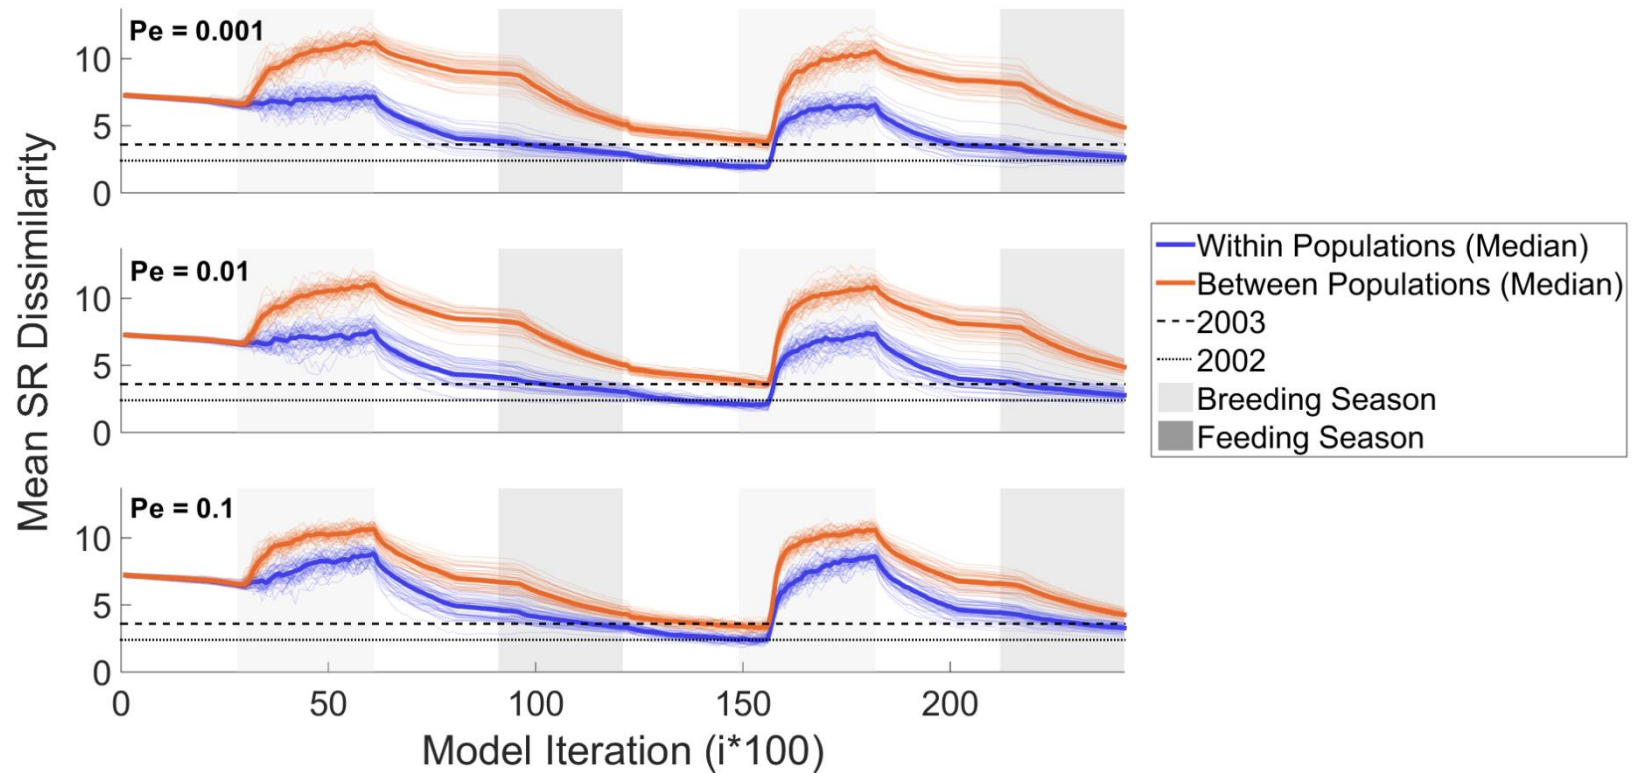 Pe = 0.001
10
5
0
Pe = 0.01
10
5
0
Pe = 0.1
10
5
0
0 50 100 150 200
Mean SR Dissimilarity
Model Iteration (i*100)
Within Populations (Median)
Between Populations (Median)
2003
2002
Breeding Season
Feeding Season